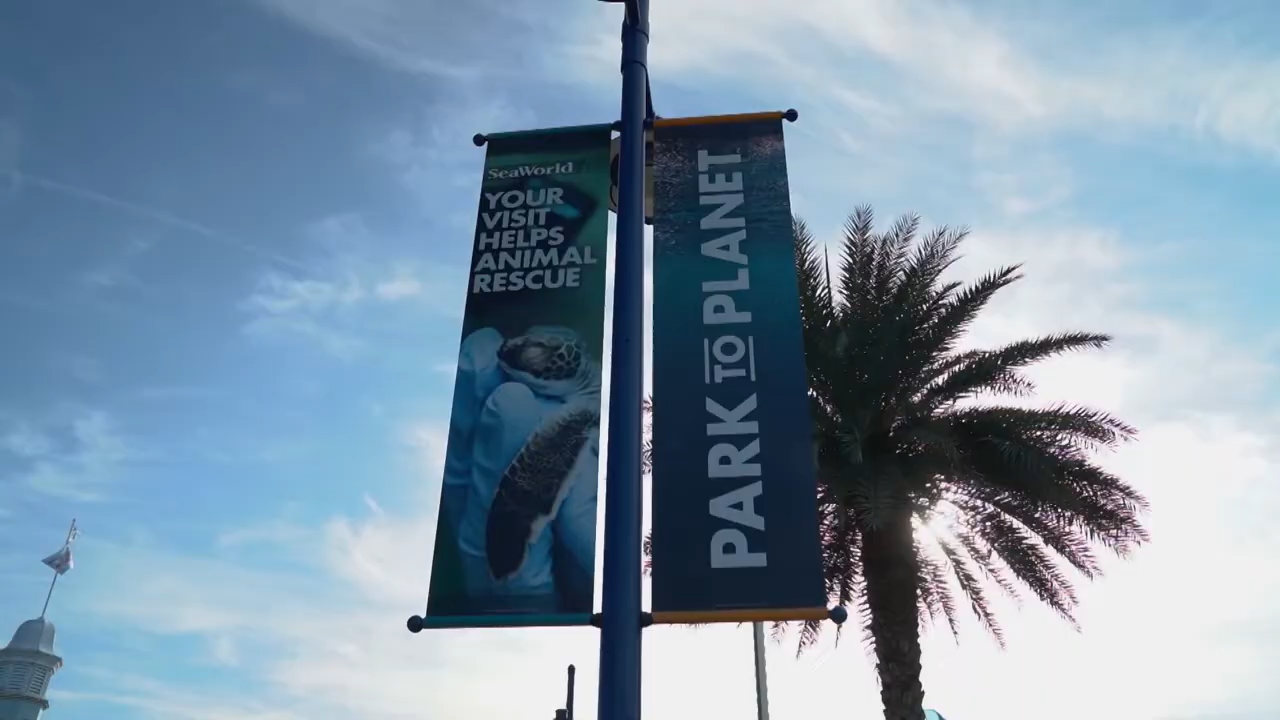 SeaWorld
YOUR
VISIT
HELPS
ANIMAL
RESCUE
PARK TO PLANET